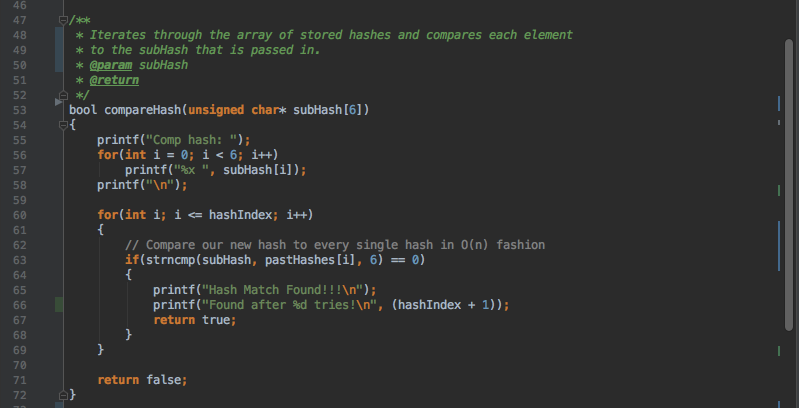 46
47 /**
48  * Iterates through the array of stored hashes and compares each element
49  * to the subHash that is passed in.
50  * @param subHash
51  * @return
52  */
53 bool compareHash(unsigned char* subHash[6])
54 {
55     printf("Comp hash: ");
56     for(int i = 0; i < 6; i++)
57         printf("%x ", subHash[i]);
58     printf("\n");
59
60     for(int i; i <= hashIndex; i++)
61     {
62         // Compare our new hash to every single hash in O(n) fashion
63         if(strncmp(subHash, pastHashes[i], 6) == 0)
64         {
65             printf("Hash Match Found!!!\n");
66             printf("Found after %d tries!\n", (hashIndex + 1));
67             return true;
68         }
69     }
70
71     return false;
72 }